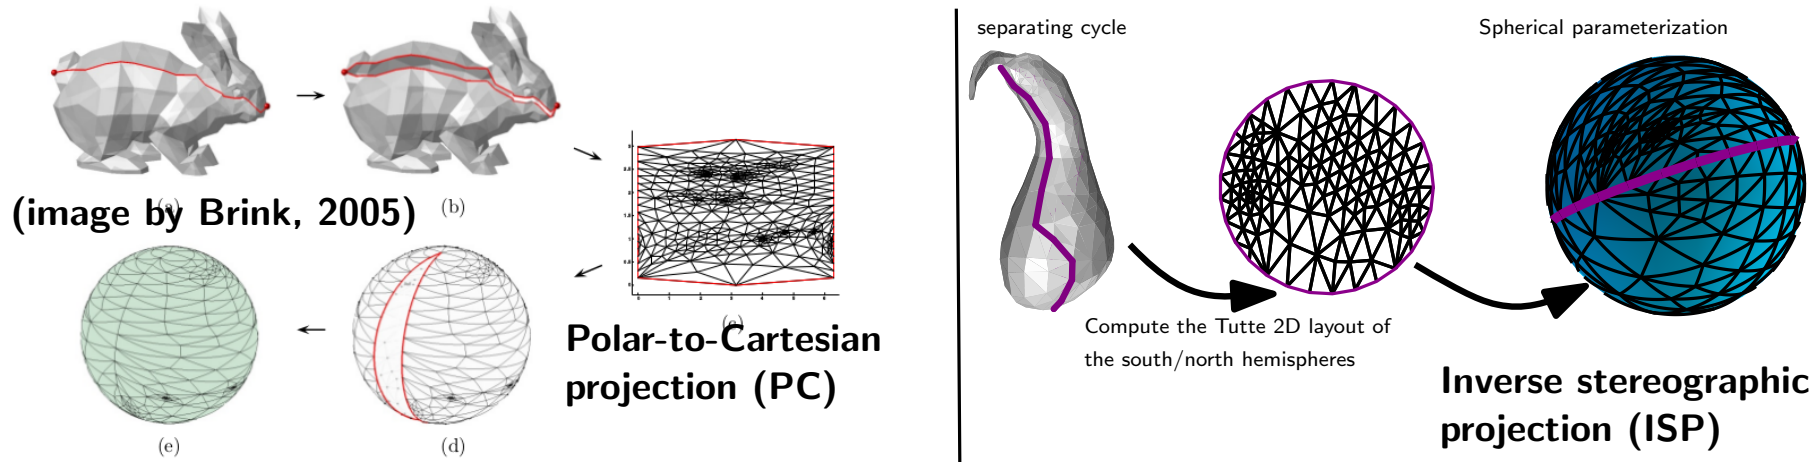 (a)
(image by Brink, 2005)
(b)
(c)
Polar-to-Cartesian
projection (PC)
(e)
(d)
separating cycle
Spherical parameterization
Compute the Tutte 2D layout of
the south/north hemispheres
Inverse stereographic
projection (ISP)